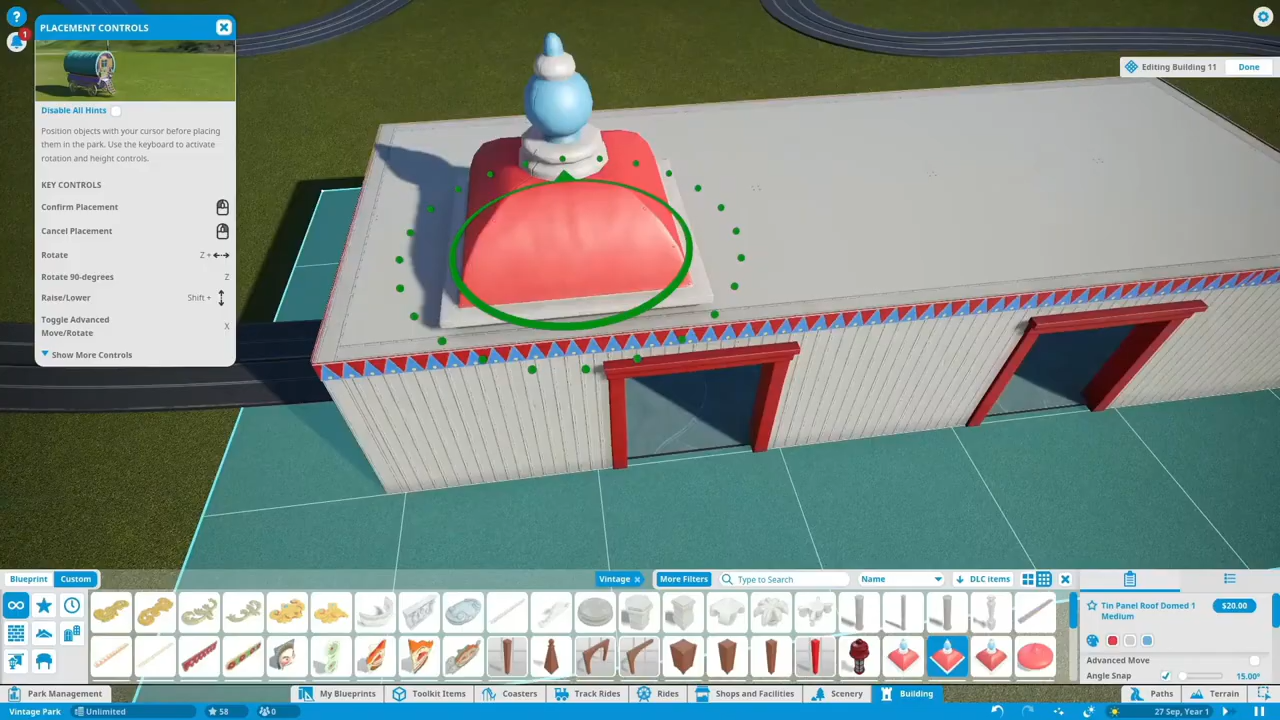 ?
1
PLACEMENT CONTROLS
Disable All Hints
Position objects with your cursor before placing
them in the park. Use the keyboard to activate
rotation and height controls.
KEY CONTROLS
Confirm Placement
Cancel Placement
Rotate Z +
Rotate 90-degrees Z
Raise/Lower Shift +
Toggle Advanced
Move/Rotate X
Show More Controls
Editing Building 11 Done
Blueprint Custom Vintage × More Filters Type to Search Name DLC items
Tin Panel Roof Domed 1
Medium
$20.00
Advanced Move
Angle Snap 15.00°
Park Management My Blueprints Toolkit Items Coasters Track Rides Rides Shops and Facilities Scenery Building Paths Terrain
Vintage Park Unlimited 58 0 27 Sep, Year 1